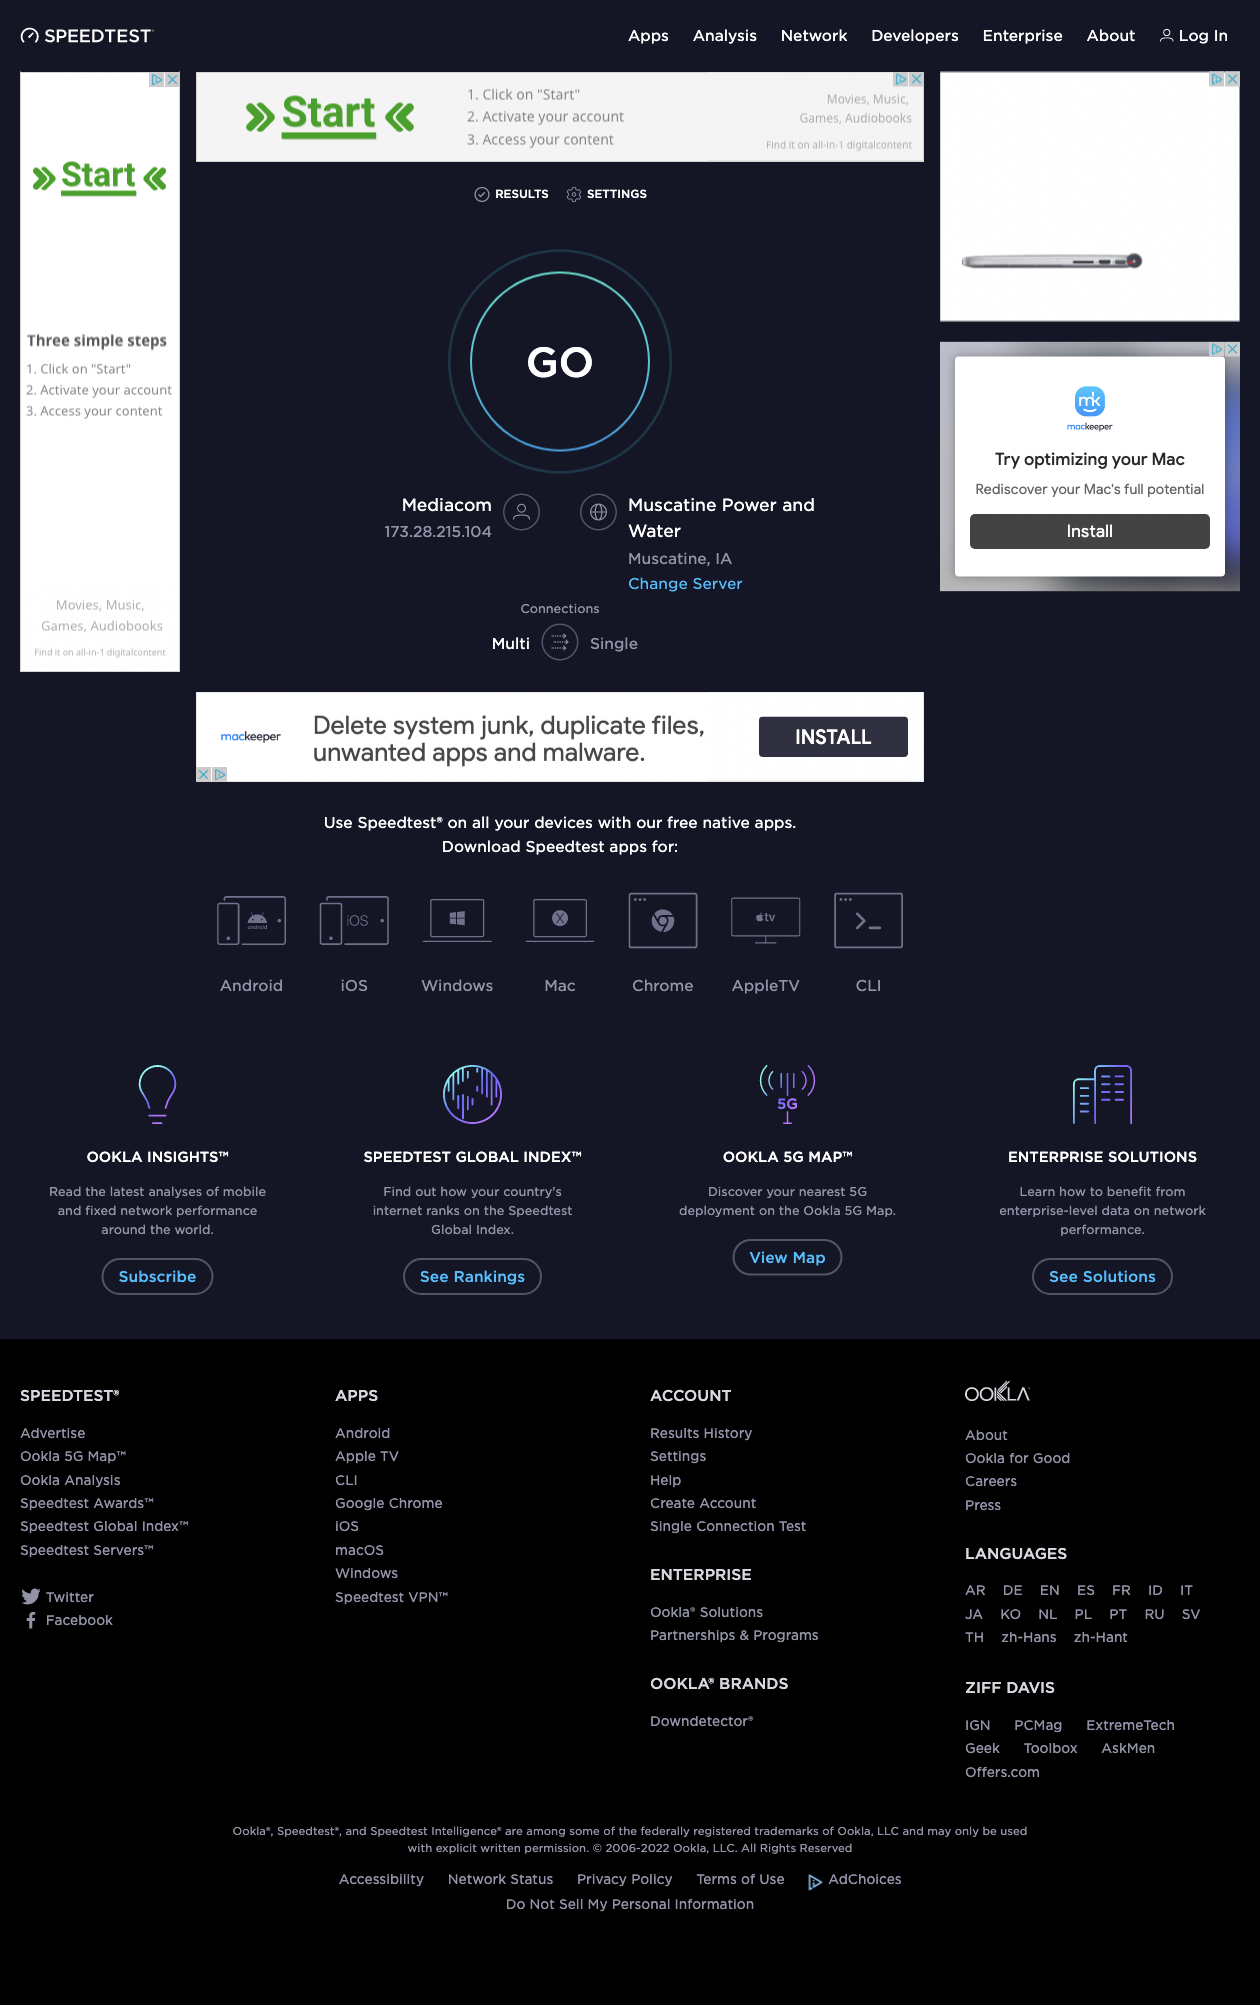 SPEEDTEST
Apps Analysis Network Developers Enterprise About Log In
Start
Three simple steps
1. Click on "Start"
2. Activate your account
3. Access your content
Movies, Music,
Games, Audiobooks
Find it on all-in-1 digitalcontent
Start
1. Click on "Start"
2. Activate your account
3. Access your content
Movies, Music,
Games, Audiobooks
Find it on all-in-1 digitalcontent
RESULTS SETTINGS
GO
Mediacom
173.28.215.104
Muscatine Power and
Water
Muscatine, IA
Change Server
Connections
Multi Single
mk
mackeeper
Try optimizing your Mac
Rediscover your Mac's full potential
Install
mackeeper
Delete system junk, duplicate files,
unwanted apps and malware.
INSTALL
Use Speedtest® on all your devices with our free native apps.
Download Speedtest apps for:
android
iOS
X
tv
Android iOS Windows Mac Chrome AppleTV CLI
5G
OOKLA INSIGHTS™
Read the latest analyses of mobile
and fixed network performance
around the world.
Subscribe
SPEEDTEST GLOBAL INDEX™
Find out how your country's
internet ranks on the Speedtest
Global Index.
See Rankings
OOKLA 5G MAP™
Discover your nearest 5G
deployment on the Ookla 5G Map.
View Map
ENTERPRISE SOLUTIONS
Learn how to benefit from
enterprise-level data on network
performance.
See Solutions
SPEEDTEST®
Advertise
Ookla 5G Map™
Ookla Analysis
Speedtest Awards™
Speedtest Global Index™
Speedtest Servers™
Twitter
Facebook
APPS
Android
Apple TV
CLI
Google Chrome
iOS
macOS
Windows
Speedtest VPN™
ACCOUNT
Results History
Settings
Help
Create Account
Single Connection Test
ENTERPRISE
Ookla® Solutions
Partnerships & Programs
OOKLA® BRANDS
Downdetector®
OOKLA
About
Ookla for Good
Careers
Press
LANGUAGES
AR DE EN ES FR ID IT
JA KO NL PL PT RU SV
TH zh-Hans zh-Hant
ZIFF DAVIS
IGN PCMag ExtremeTech
Geek Toolbox AskMen
Offers.com
Ookla®, Speedtest®, and Speedtest Intelligence® are among some of the federally registered trademarks of Ookla, LLC and may only be used
with explicit written permission. © 2006-2022 Ookla, LLC. All Rights Reserved
Accessibility Network Status Privacy Policy Terms of Use AdChoices
Do Not Sell My Personal Information